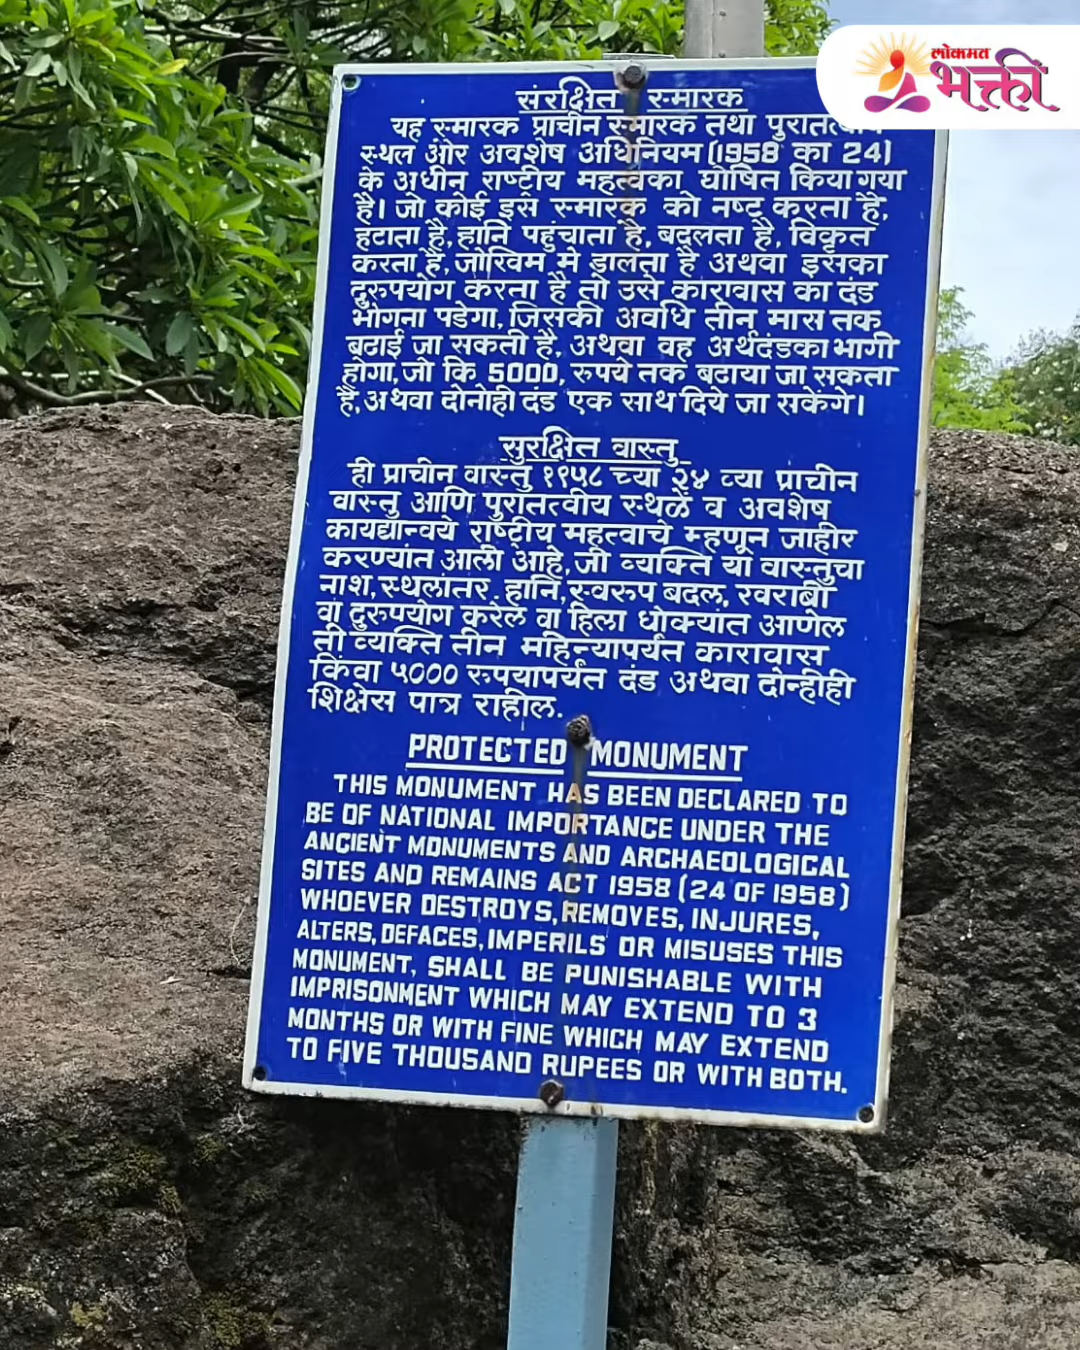 लोकमत
भक्ती
संरक्षित स्मारक
यह स्मारक प्राचीन स्मारक तथा
स्थल और अवशेष अधिनियम (1958 का 24)
के अधीन राष्ट्रीय महत्वका घोषित किया गया
है। जो कोई इस स्मारक को नष्ट करता है,
हटाता है, हानि पहुंचाता है, बदलता है, विकृत
करता है, जोखिम मे डालता है अथवा इसका
दुरुपयोग करता है तो उसे कारावास का दंड
भोगना पडेगा, जिसकी अवधि तीन मास तक
बढाई जा सकती है, अथवा वह अर्थदंडका भागी
होगा, जो कि 5000, रुपये तक बढाया जा सकता
है, अथवा दोनोही दंड एक साथ दिये जा सकेंगे।
सुरक्षित वास्तु
ही प्राचीन वास्तु १९५८ च्या २४ व्या प्राचीन
वास्तु आणि पुरातत्वीय स्थळें व अवशेष
कायद्यान्वये राष्ट्रीय महत्वाचे म्हणून जाहीर
करण्यांत आली आहे, जी व्यक्ति या वास्तुचा
नाश, स्थलांतर, हानि, स्वरुप बदल, खराबी
वा दुरुपयोग करेल वा हिला धोक्यांत आणेल
ती व्यक्ति तीन महिन्यापर्यंत कारावास
किंवा ५००० रुपयापर्यंत दंड अथवा दोन्हीही
शिक्षेस पात्र राहील.
PROTECTED MONUMENT
THIS MONUMENT HAS BEEN DECLARED TO
BE OF NATIONAL IMPORTANCE UNDER THE
ANCIENT MONUMENTS AND ARCHAEOLOGICAL
SITES AND REMAINS ACT 1958 (24 OF 1958)
WHOEVER DESTROYS, REMOVES, INJURES,
ALTERS, DEFACES, IMPERILS OR MISUSES THIS
MONUMENT, SHALL BE PUNISHABLE WITH
IMPRISONMENT WHICH MAY EXTEND TO 3
MONTHS OR WITH FINE WHICH MAY EXTEND
TO FIVE THOUSAND RUPEES OR WITH BOTH.